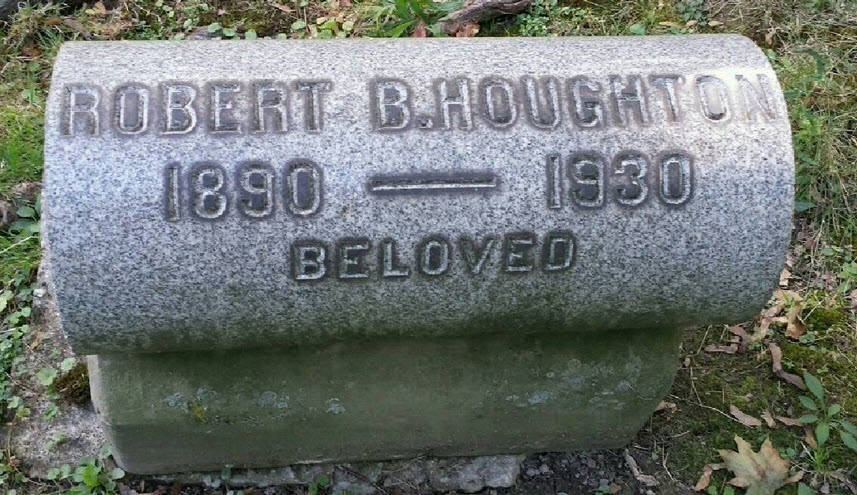 ROBERT B. HOUGHTON
1890 — 1930
BELOVED